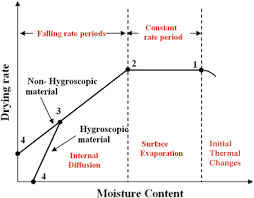 Falling rate periods
Constant
rate period
Drying rate
Non- Hygroscopic
material
2
1
3
Hygroscopic
material
4
4
Internal
Diffusion
Surface
Evaporation
Initial
Thermal
Changes
Moisture Content